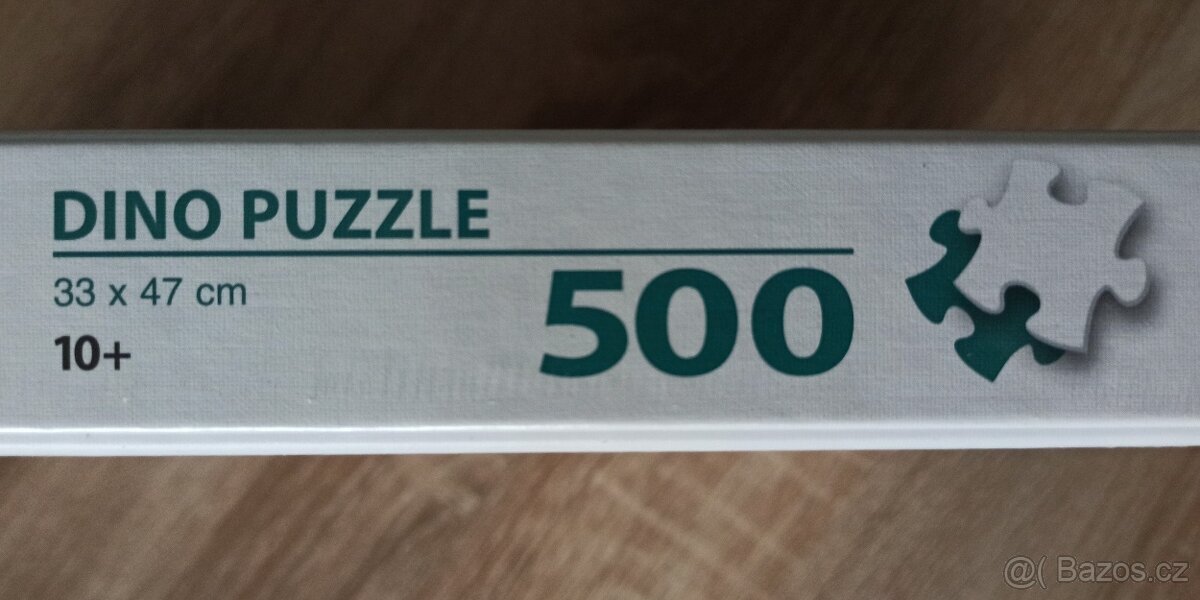 DINO PUZZLE
33 x 47 cm
500
10+
@( Bazos.cz